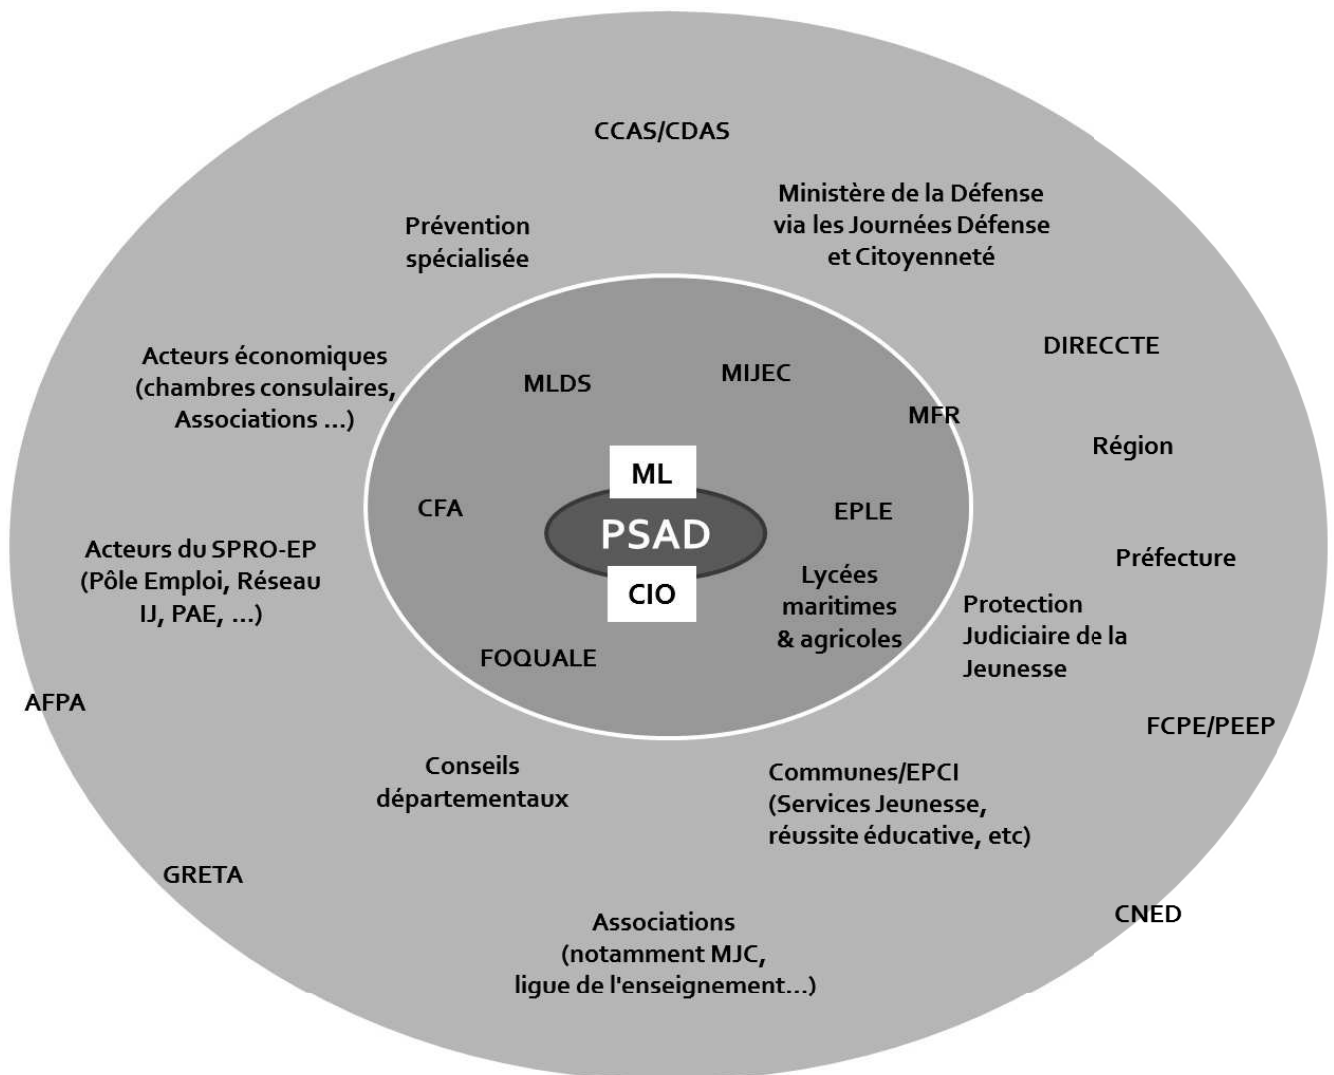 CCAS/CDAS
Ministère de la Défense
via les Journées Défense
et Citoyenneté
Prévention
spécialisée
DIRECCTE
Acteurs économiques
(chambres consulaires,
Associations ...)
MLDS
MIJEC
MFR
Région
ML
CFA
PSAD
EPLE
CIO
Acteurs du SPRO-EP
(Pôle Emploi, Réseau
IJ, PAE, ...)
Préfecture
Lycées
maritimes
& agricoles
Protection
Judiciaire de la
Jeunesse
FOQUALE
AFPA
FCPE/PEEP
Conseils
départementaux
Communes/EPCI
(Services Jeunesse,
réussite éducative, etc)
GRETA
CNED
Associations
(notamment MJC,
ligue de l'enseignement...)